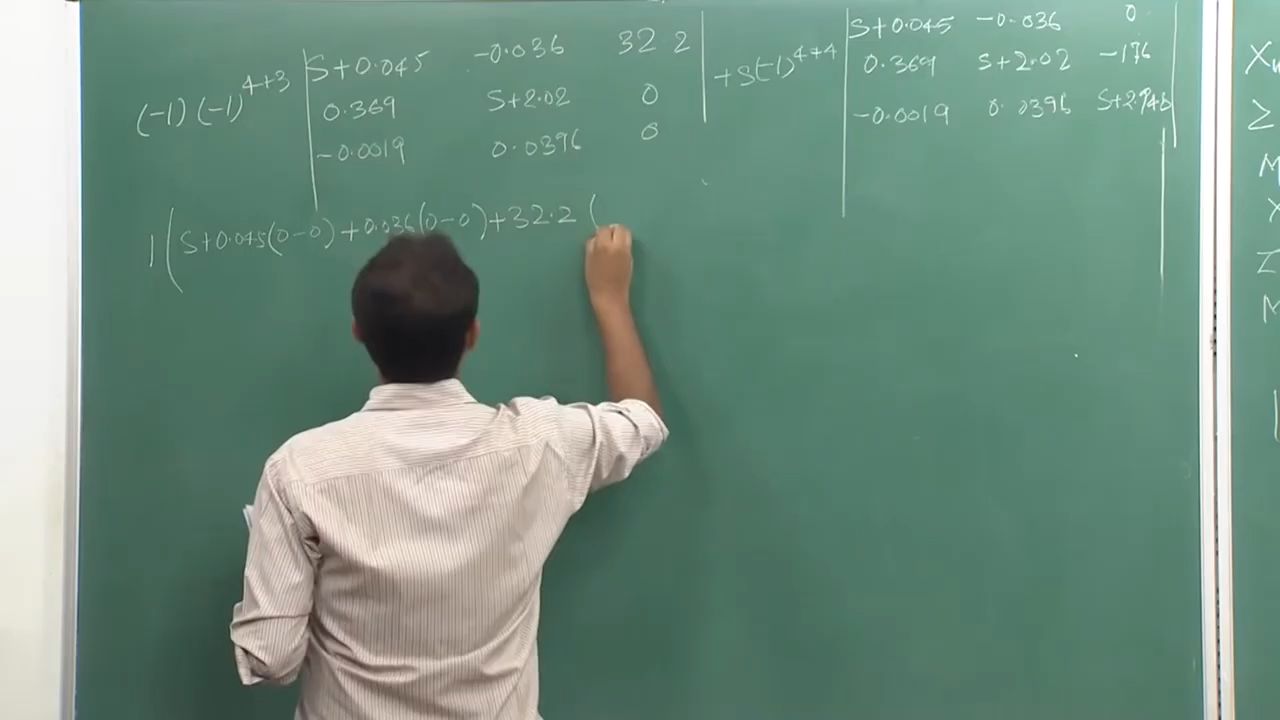 (-1) (-1)^{4+3} | S+0.045 -0.036 32.2 | + S(-1)^{4+4} | S+0.045 -0.036 0 |
0.369 S+2.02 0 0.369 S+2.02 -176
-0.0019 0.0396 0 -0.0019 0.0396 S+2.948
1 ( S+0.045(0-0) + 0.036(0-0) + 32.2 (
M
Z
M